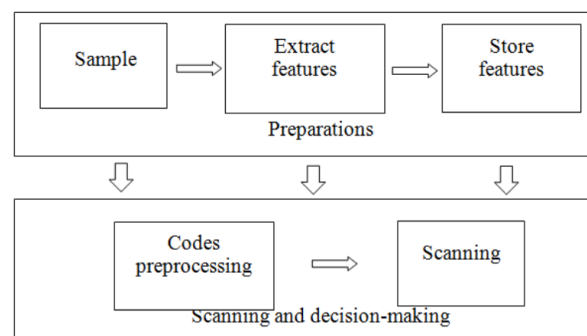 Sample
Extract
features
Store
features
Preparations
Codes
preprocessing
Scanning
Scanning and decision-making